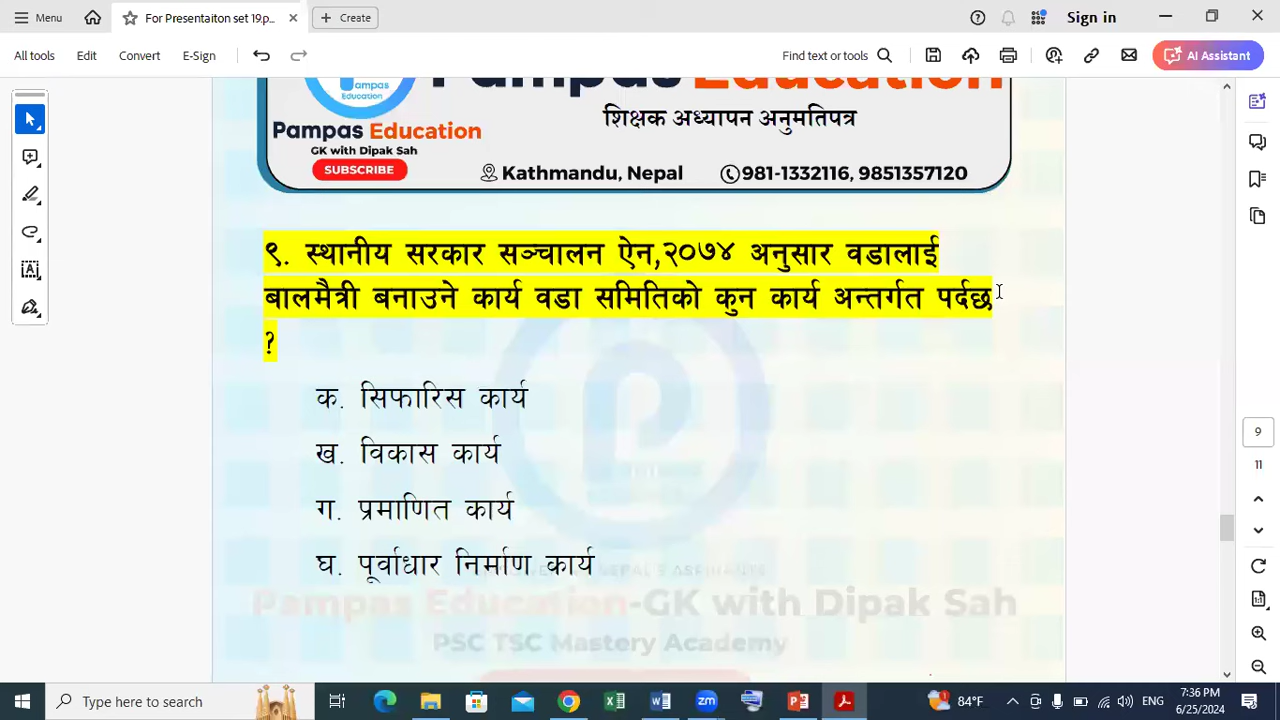 Menu
For Presentaiton set 19.p...
Create
Sign in
All tools
Edit
Convert
E-Sign
Find text or tools
AI Assistant
Pampas Education
Pampas
Education
शिक्षक अध्यापन अनुमतिपत्र
Pampas Education
GK with Dipak Sah
SUBSCRIBE
Kathmandu, Nepal
981-1332116, 9851357120
९. स्थानीय सरकार सञ्चालन ऐन,२०७४ अनुसार वडालाई
बालमैत्री बनाउने कार्य वडा समितिको कुन कार्य अन्तर्गत पर्दछ
?
क. सिफारिस कार्य
ख. विकास कार्य
ग. प्रमाणित कार्य
घ. पूर्वाधार निर्माण कार्य
Pampas Education-GK with Dipak Sah
PSC TSC Mastery Academy
9
11
Type here to search
84°F
ENG
7:36 PM
6/25/2024